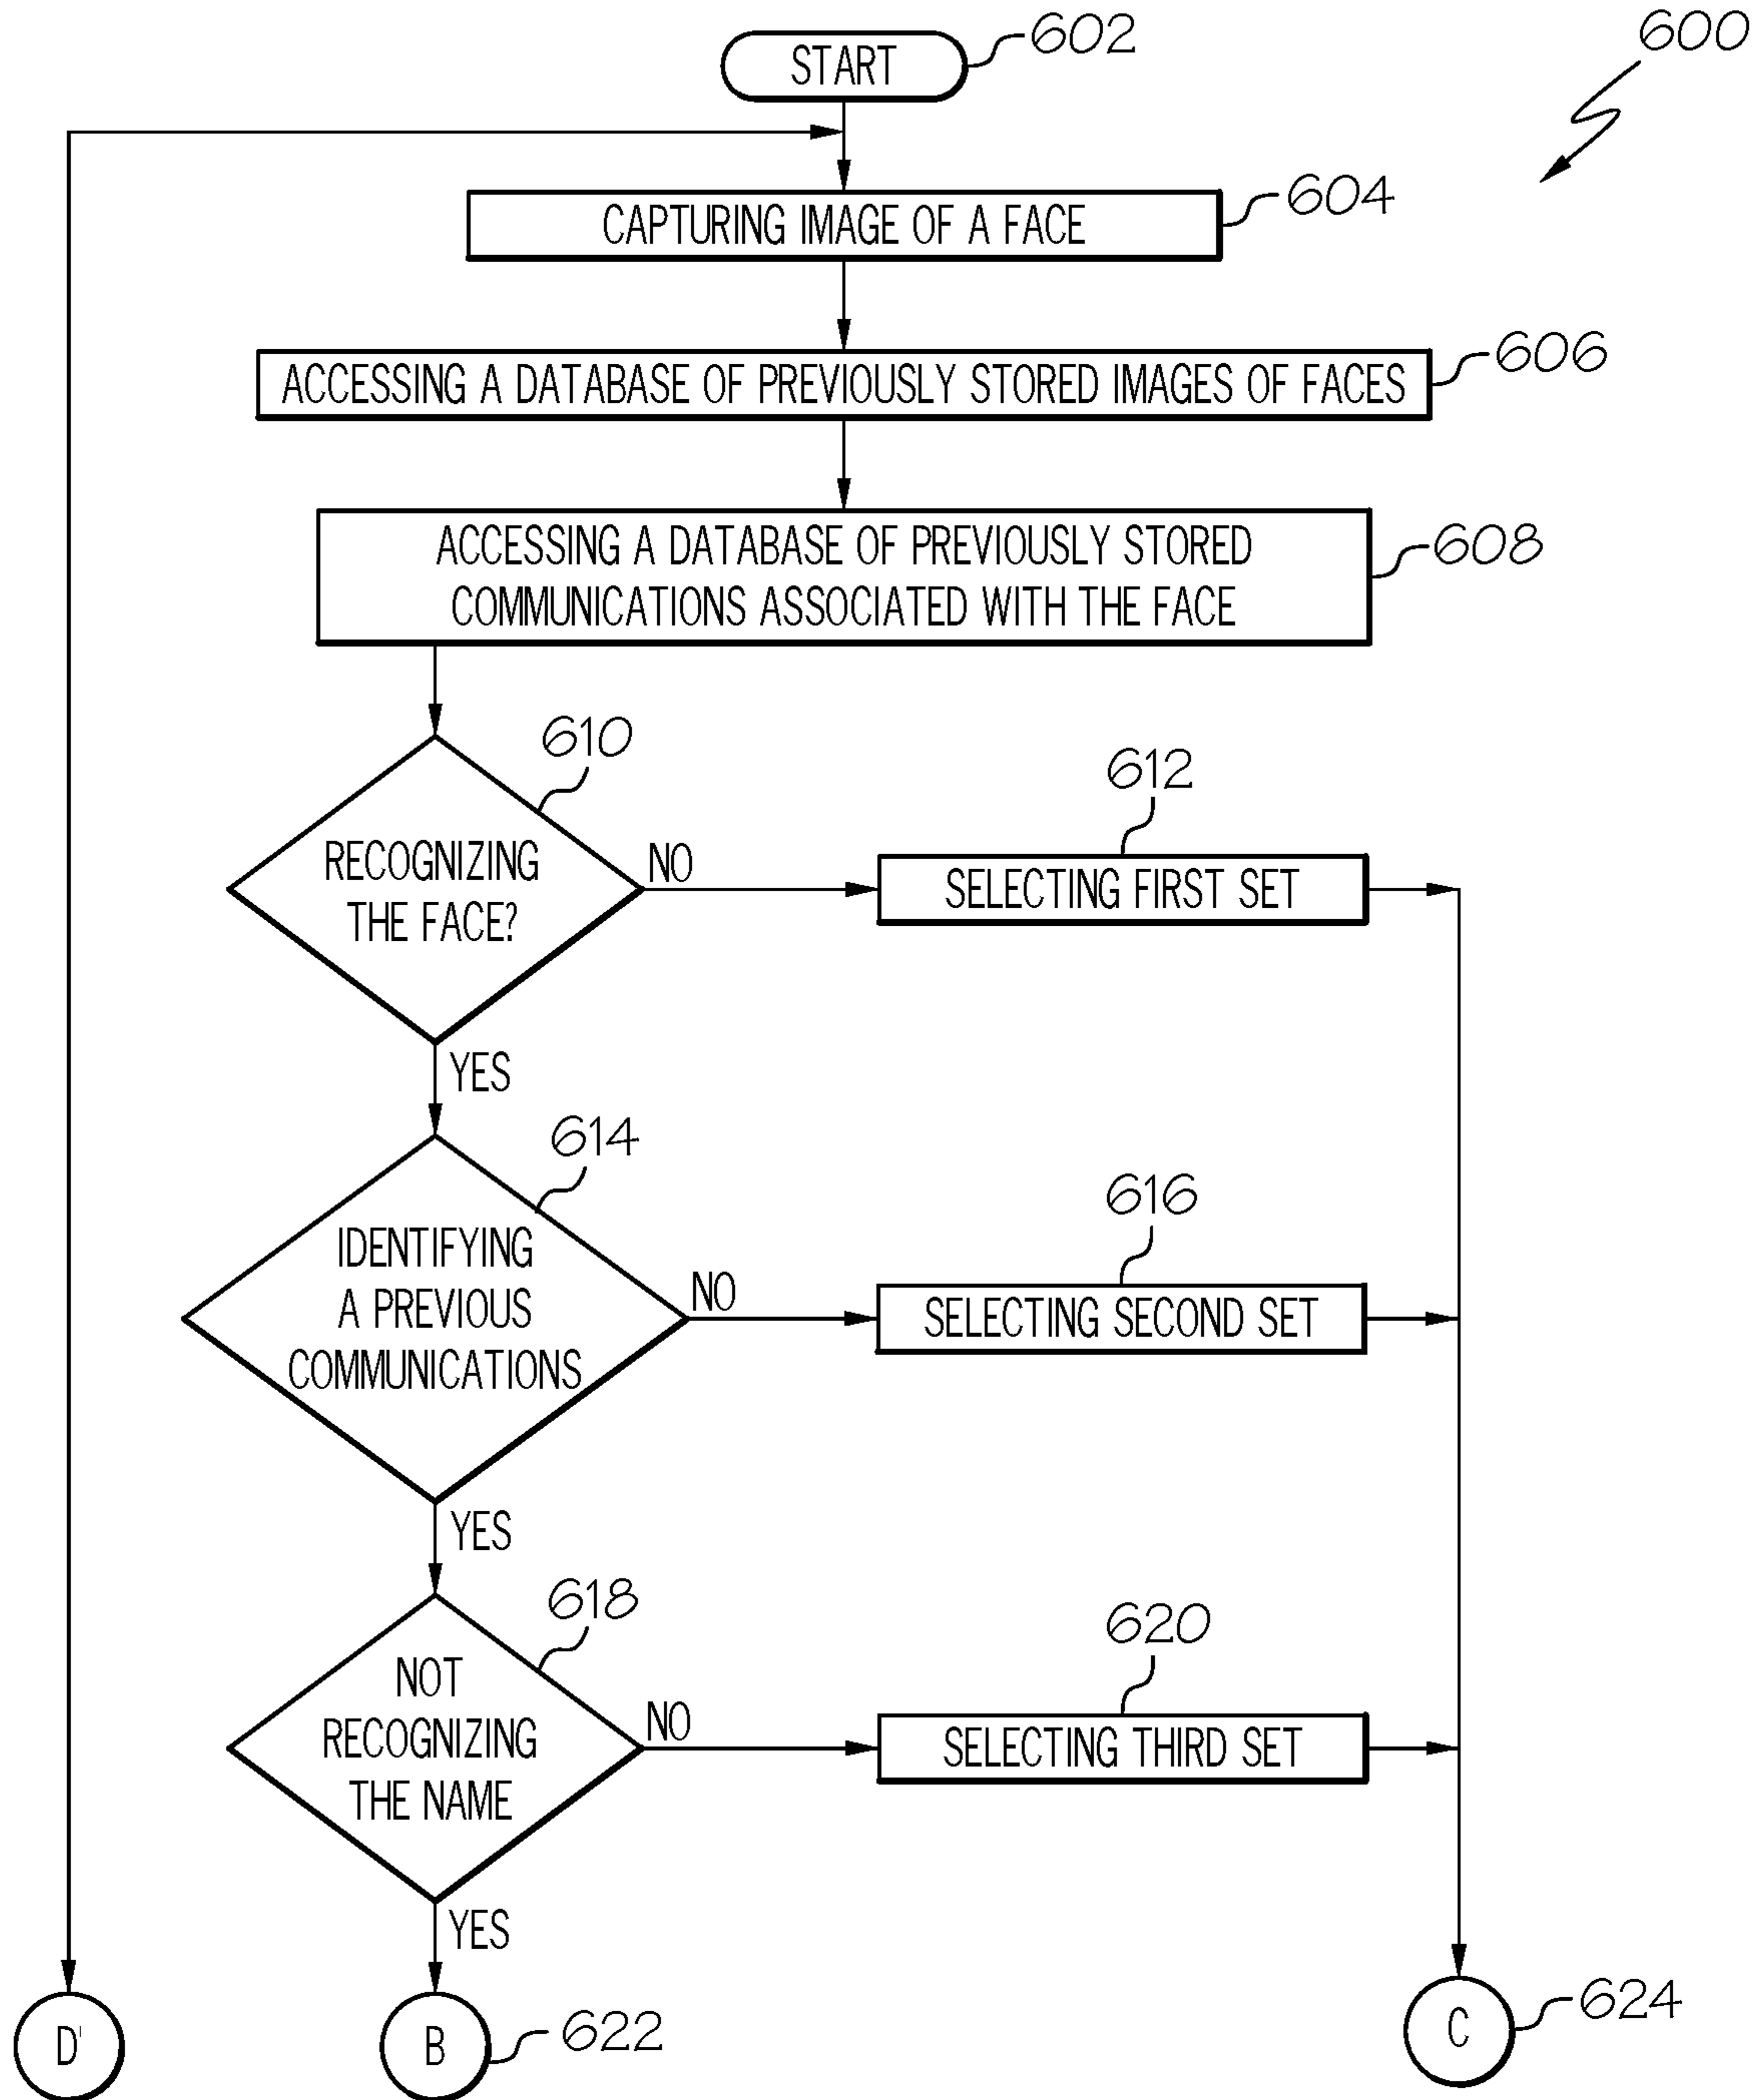 START
602
600
CAPTURING IMAGE OF A FACE
604
ACCESSING A DATABASE OF PREVIOUSLY STORED IMAGES OF FACES
606
ACCESSING A DATABASE OF PREVIOUSLY STORED
COMMUNICATIONS ASSOCIATED WITH THE FACE
608
610
RECOGNIZING
THE FACE?
NO
612
SELECTING FIRST SET
YES
614
IDENTIFYING
A PREVIOUS
COMMUNICATIONS
NO
616
SELECTING SECOND SET
YES
618
NOT
RECOGNIZING
THE NAME
NO
620
SELECTING THIRD SET
YES
D'
B
622
C
624